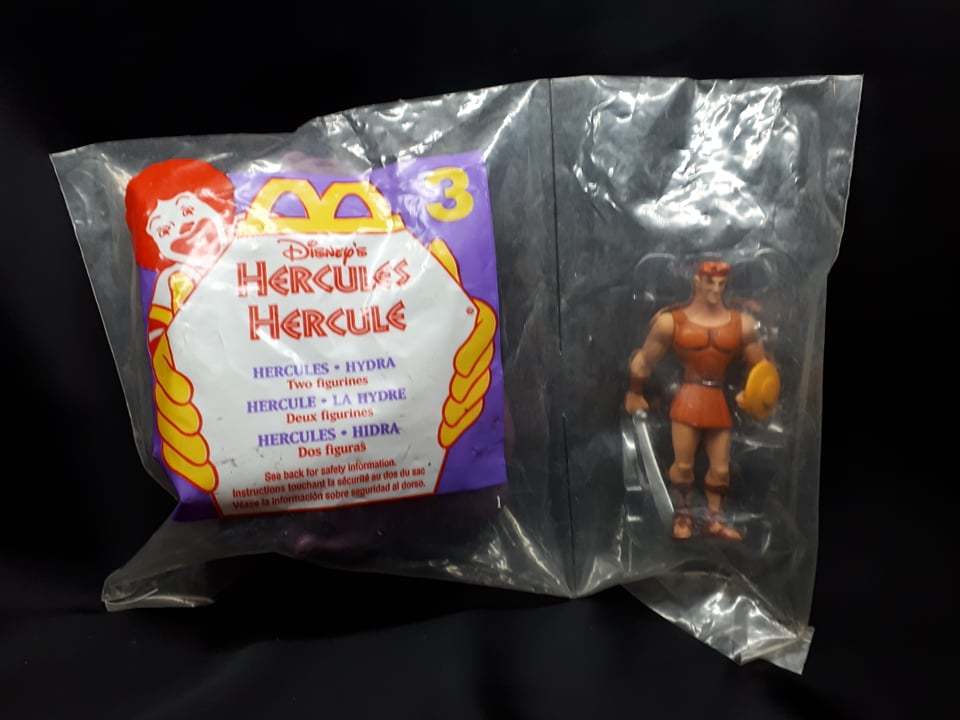 3
Disney's
HERCULES
HERCULE
HERCULES • HYDRA
Two figurines
HERCULE • LA HYDRE
Deux figurines
HERCULES • HIDRA
Dos figuras
See back for safety information.
Instructions touchant la sécurité au dos du sac
Véase la información sobre seguridad al dorso.